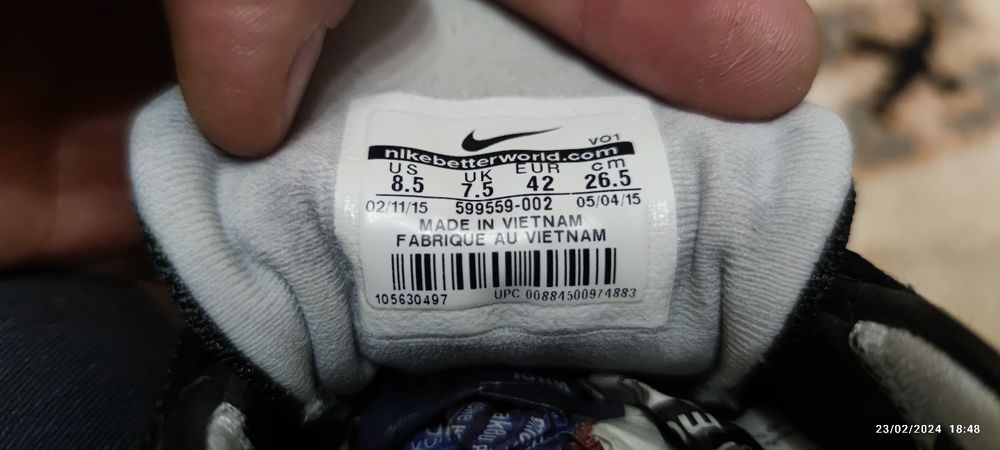 VO1
nikebetterworld.com
US UK EUR cm
8.5 7.5 42 26.5
02/11/15 599559-002 05/04/15
MADE IN VIETNAM
FABRIQUE AU VIETNAM
105630497 UPC 00884500974883
23/02/2024 18:48